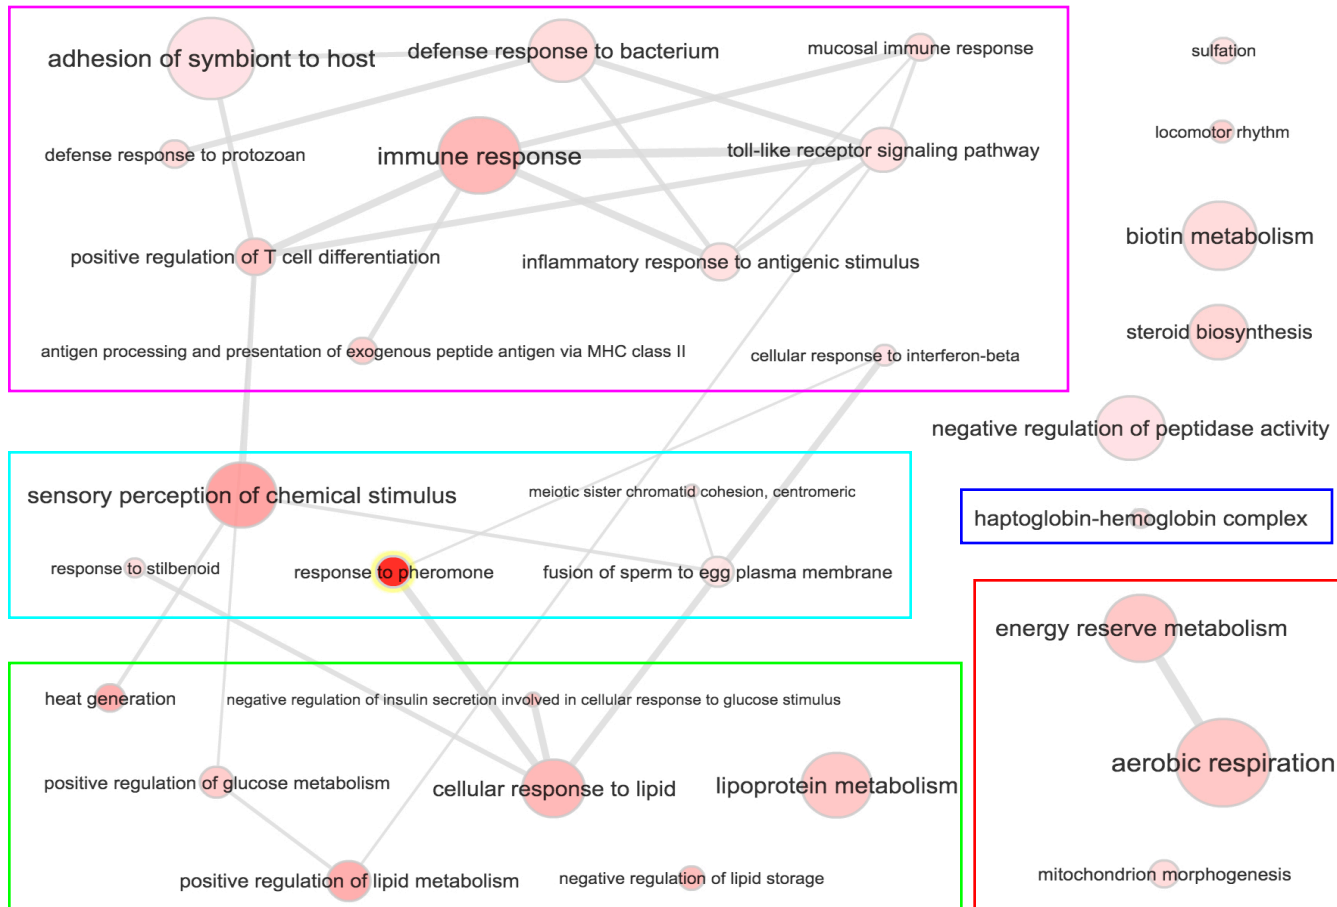 adhesion of symbiont to host
defense response to bacterium
mucosal immune response
sulfation
defense response to protozoan
immune response
toll-like receptor signaling pathway
locomotor rhythm
positive regulation of T cell differentiation
inflammatory response to antigenic stimulus
biotin metabolism
antigen processing and presentation of exogenous peptide antigen via MHC class II
cellular response to interferon-beta
steroid biosynthesis
negative regulation of peptidase activity
sensory perception of chemical stimulus
meiotic sister chromatid cohesion, centromeric
haptoglobin-hemoglobin complex
response to stilbenoid
response to pheromone
fusion of sperm to egg plasma membrane
energy reserve metabolism
heat generation
negative regulation of insulin secretion involved in cellular response to glucose stimulus
positive regulation of glucose metabolism
cellular response to lipid
lipoprotein metabolism
aerobic respiration
positive regulation of lipid metabolism
negative regulation of lipid storage
mitochondrion morphogenesis